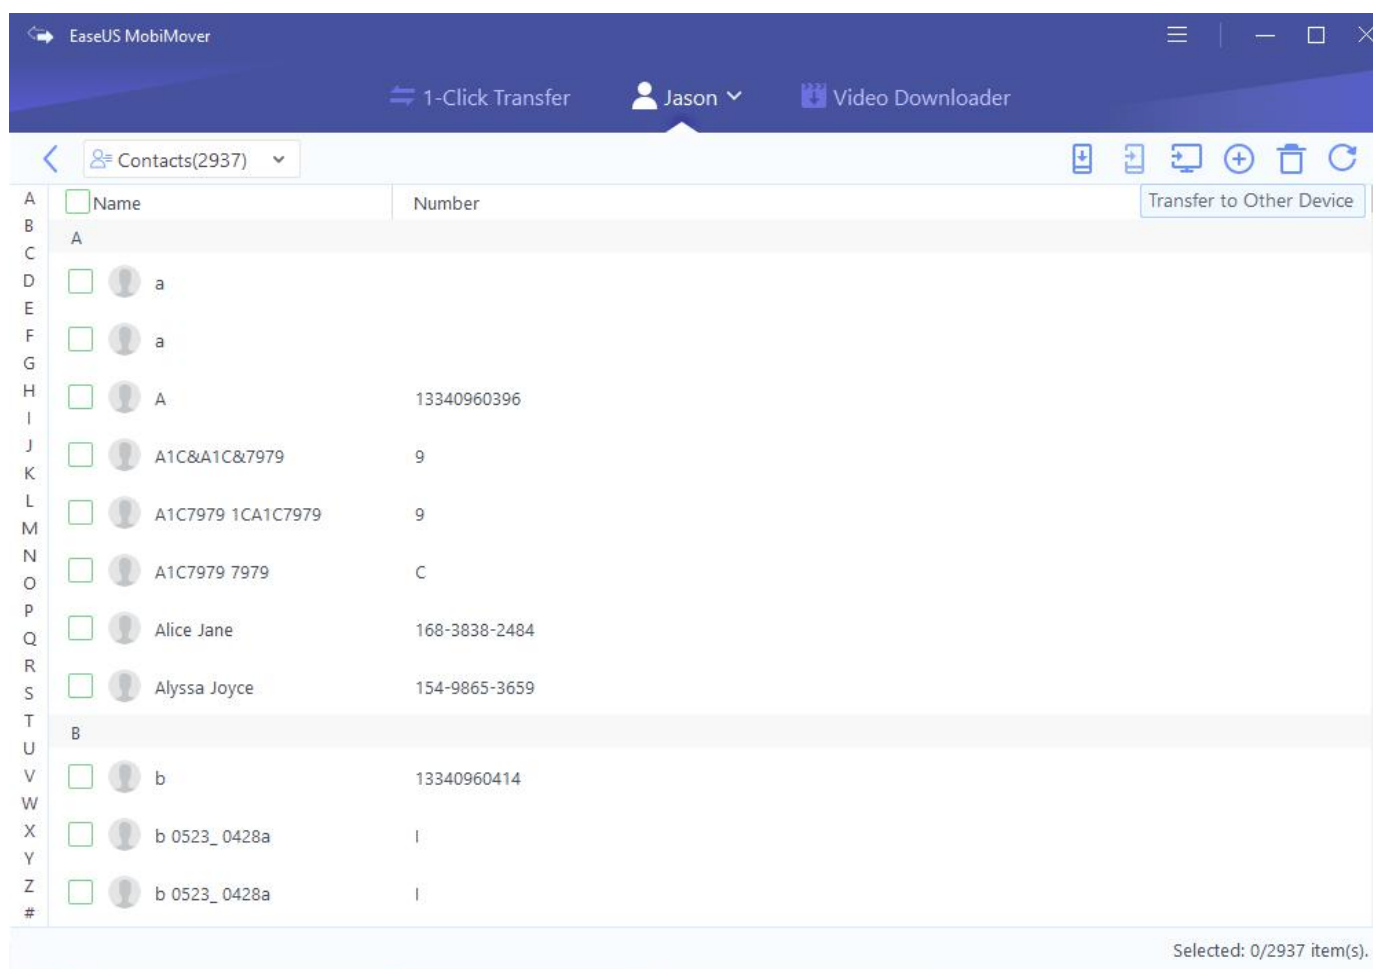 EaseUS MobiMover
1-Click Transfer Jason Video Downloader
Contacts(2937)
Transfer to Other Device
Name Number
A
a
a
A 13340960396
A1C&A1C&7979 9
A1C7979 1CA1C7979 9
A1C7979 7979 C
Alice Jane 168-3838-2484
Alyssa Joyce 154-9865-3659
B
b 13340960414
b 0523_ 0428a I
b 0523_ 0428a I
A
B
C
D
E
F
G
H
I
J
K
L
M
N
O
P
Q
R
S
T
U
V
W
X
Y
Z
#
Selected: 0/2937 item(s).